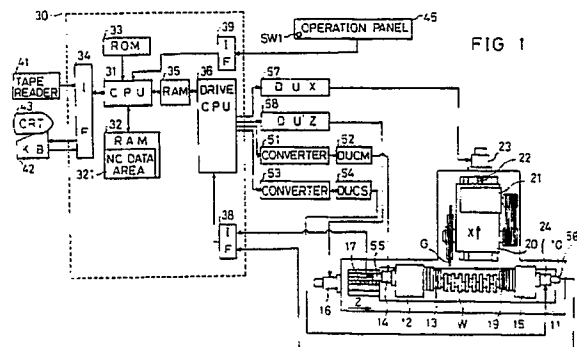 30
33
39
SW1
OPERATION PANEL
45
FIG 1
ROM
I
F
41
34
31
35
36
57
TAPE
READER
I
F
CPU
RAM
DRIVE
CPU
DUX
43
CRT
58
DUZ
23
KB
42
32
RAM
NC DATA
AREA
321
51
52
CONVERTER
DUCM
22
21
53
54
CONVERTER
DUCS
38
I
F
X
24
20
G
17
55
56
16
Z
14
13
W
19
15
11